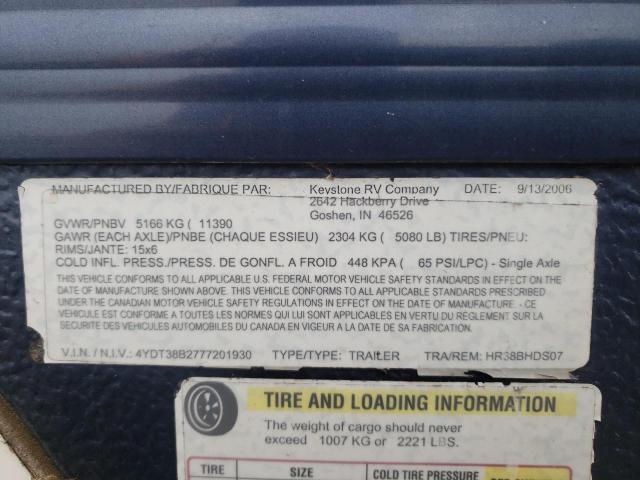 MANUFACTURED BY/FABRIQUE PAR: Keystone RV Company DATE: 9/13/2006
2642 Hackberry Drive
Goshen, IN 46526
GVWR/PNBV 5166 KG ( 11390
GAWR (EACH AXLE)/PNBE (CHAQUE ESSIEU) 2304 KG ( 5080 LB) TIRES/PNEU:
RIMS/JANTE: 15x6
COLD INFL. PRESS./PRESS. DE GONFL. A FROID 448 KPA ( 65 PSI/LPC) - Single Axle
THIS VEHICLE CONFORMS TO ALL APPLICABLE U.S. FEDERAL MOTOR VEHICLE SAFETY STANDARDS IN EFFECT ON
THE DATE OF MANUFACTURE. THIS VEHICLE CONFORMS TO ALL APPLICABLE STANDARDS PRESCRIBED
UNDER THE CANADIAN MOTOR VEHICLE SAFETY REGULATIONS IN EFFECT ON THE DATE OF MANUFACTURE. - CE
VEHICULE EST CONFORME A TOUTES LES NORMES QUI LUI SONT APPLICABLES EN VERTU DU REGLEMENT SUR LA
SECURITE DES VEHICULES AUTOMOBILES DU CANADA EN VIGEUR A LA DATE DE SA FABRICATION.
V.I.N. / N.I.V.: 4YDT38B2777201930 TYPE/TYPE: TRAILER TRA/REM: HR38BHDS07
TIRE AND LOADING INFORMATION
The weight of cargo should never
exceed 1007 KG or 2221 LBS.
TIRE SIZE COLD TIRE PRESSURE